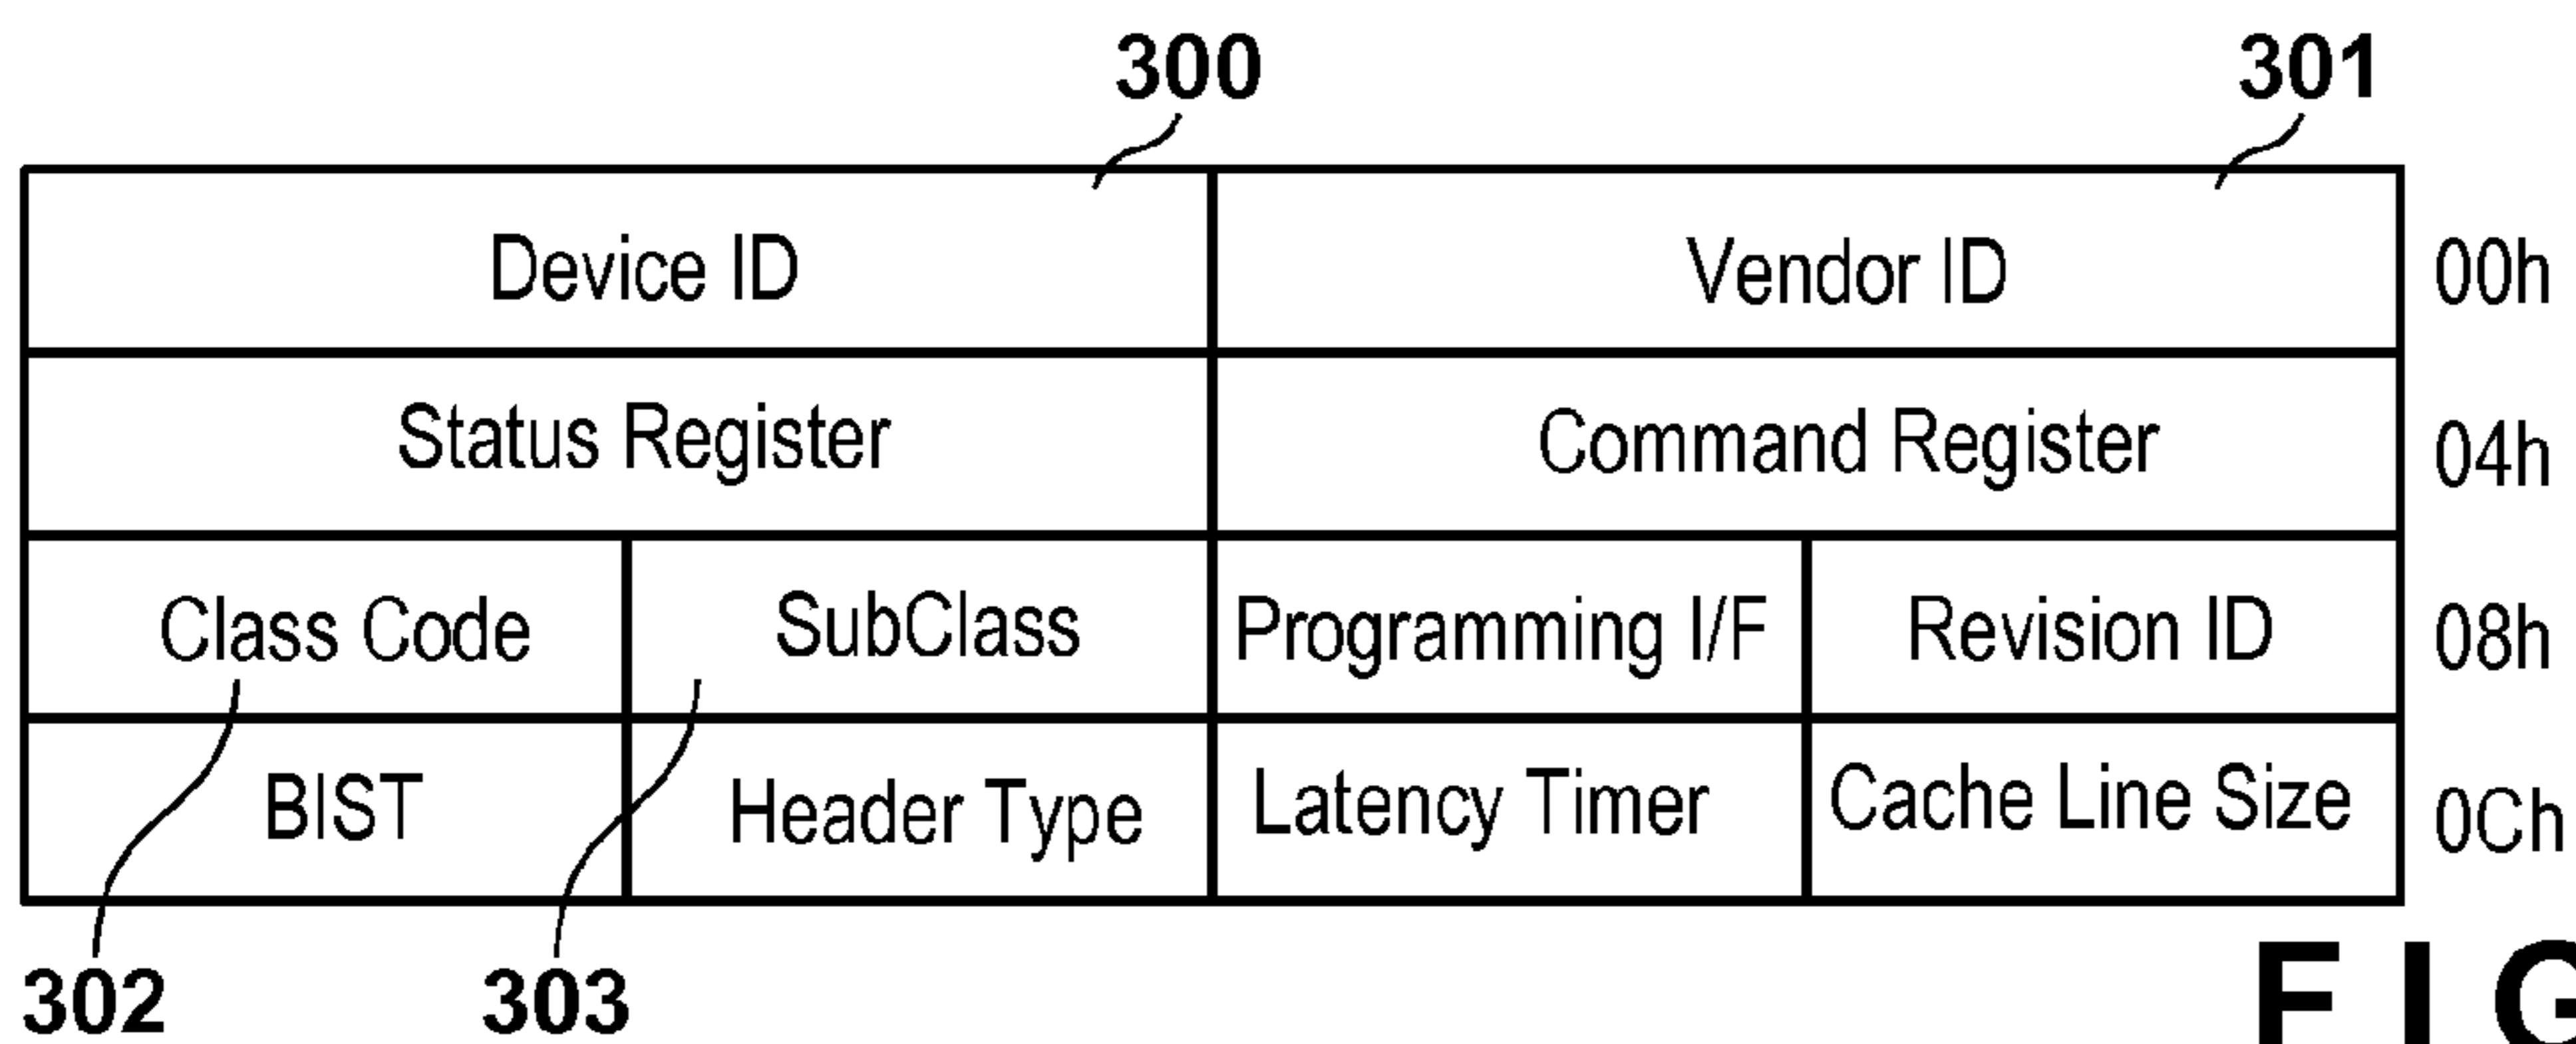 300 301
Device ID Vendor ID 00h
Status Register Command Register 04h
Class Code SubClass Programming I/F Revision ID 08h
BIST Header Type Latency Timer Cache Line Size 0Ch
302 303
FIG